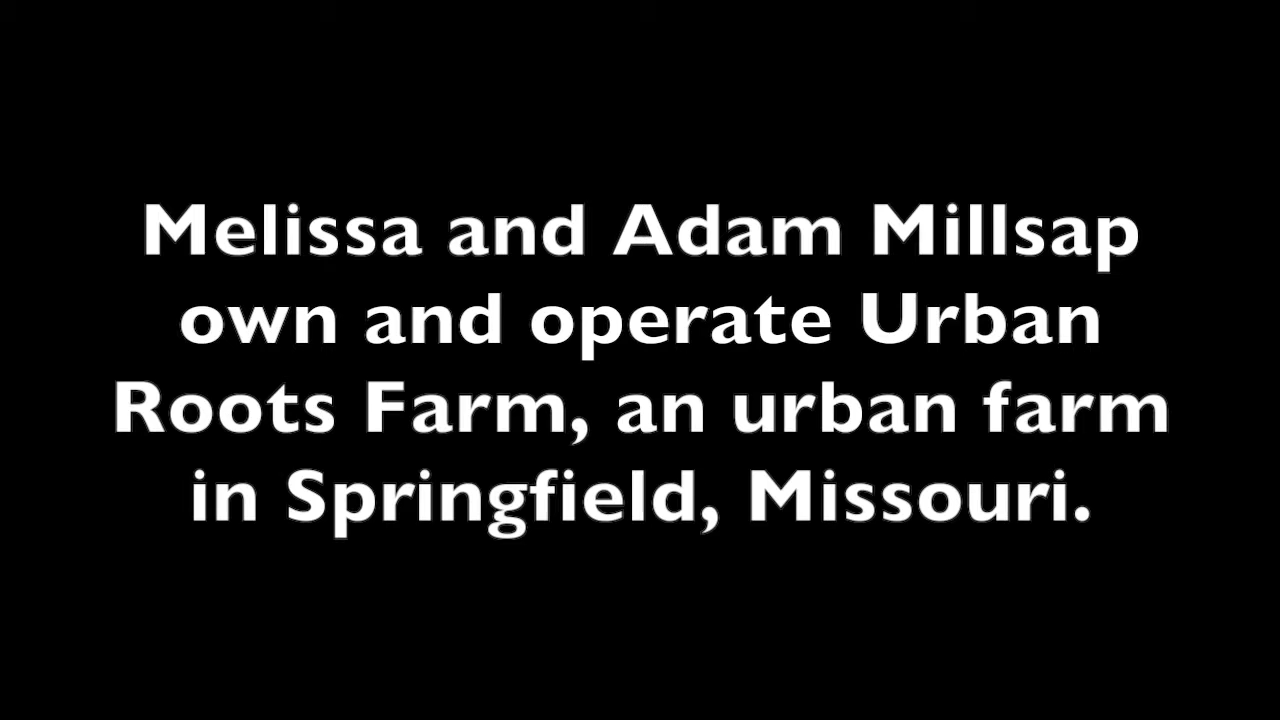 Melissa and Adam Millsap
own and operate Urban
Roots Farm, an urban farm
in Springfield, Missouri.